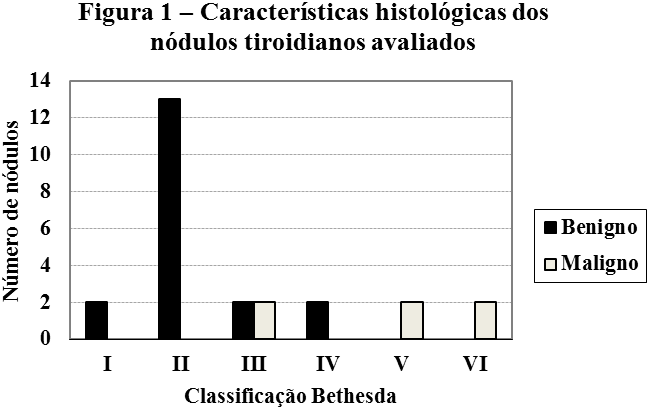 Figura 1 – Características histológicas dos
nódulos tiroidianos avaliados
14
12
10
8
6
4
2
0
Número de nódulos
I II III IV V VI
Classificação Bethesda
Benigno
Maligno